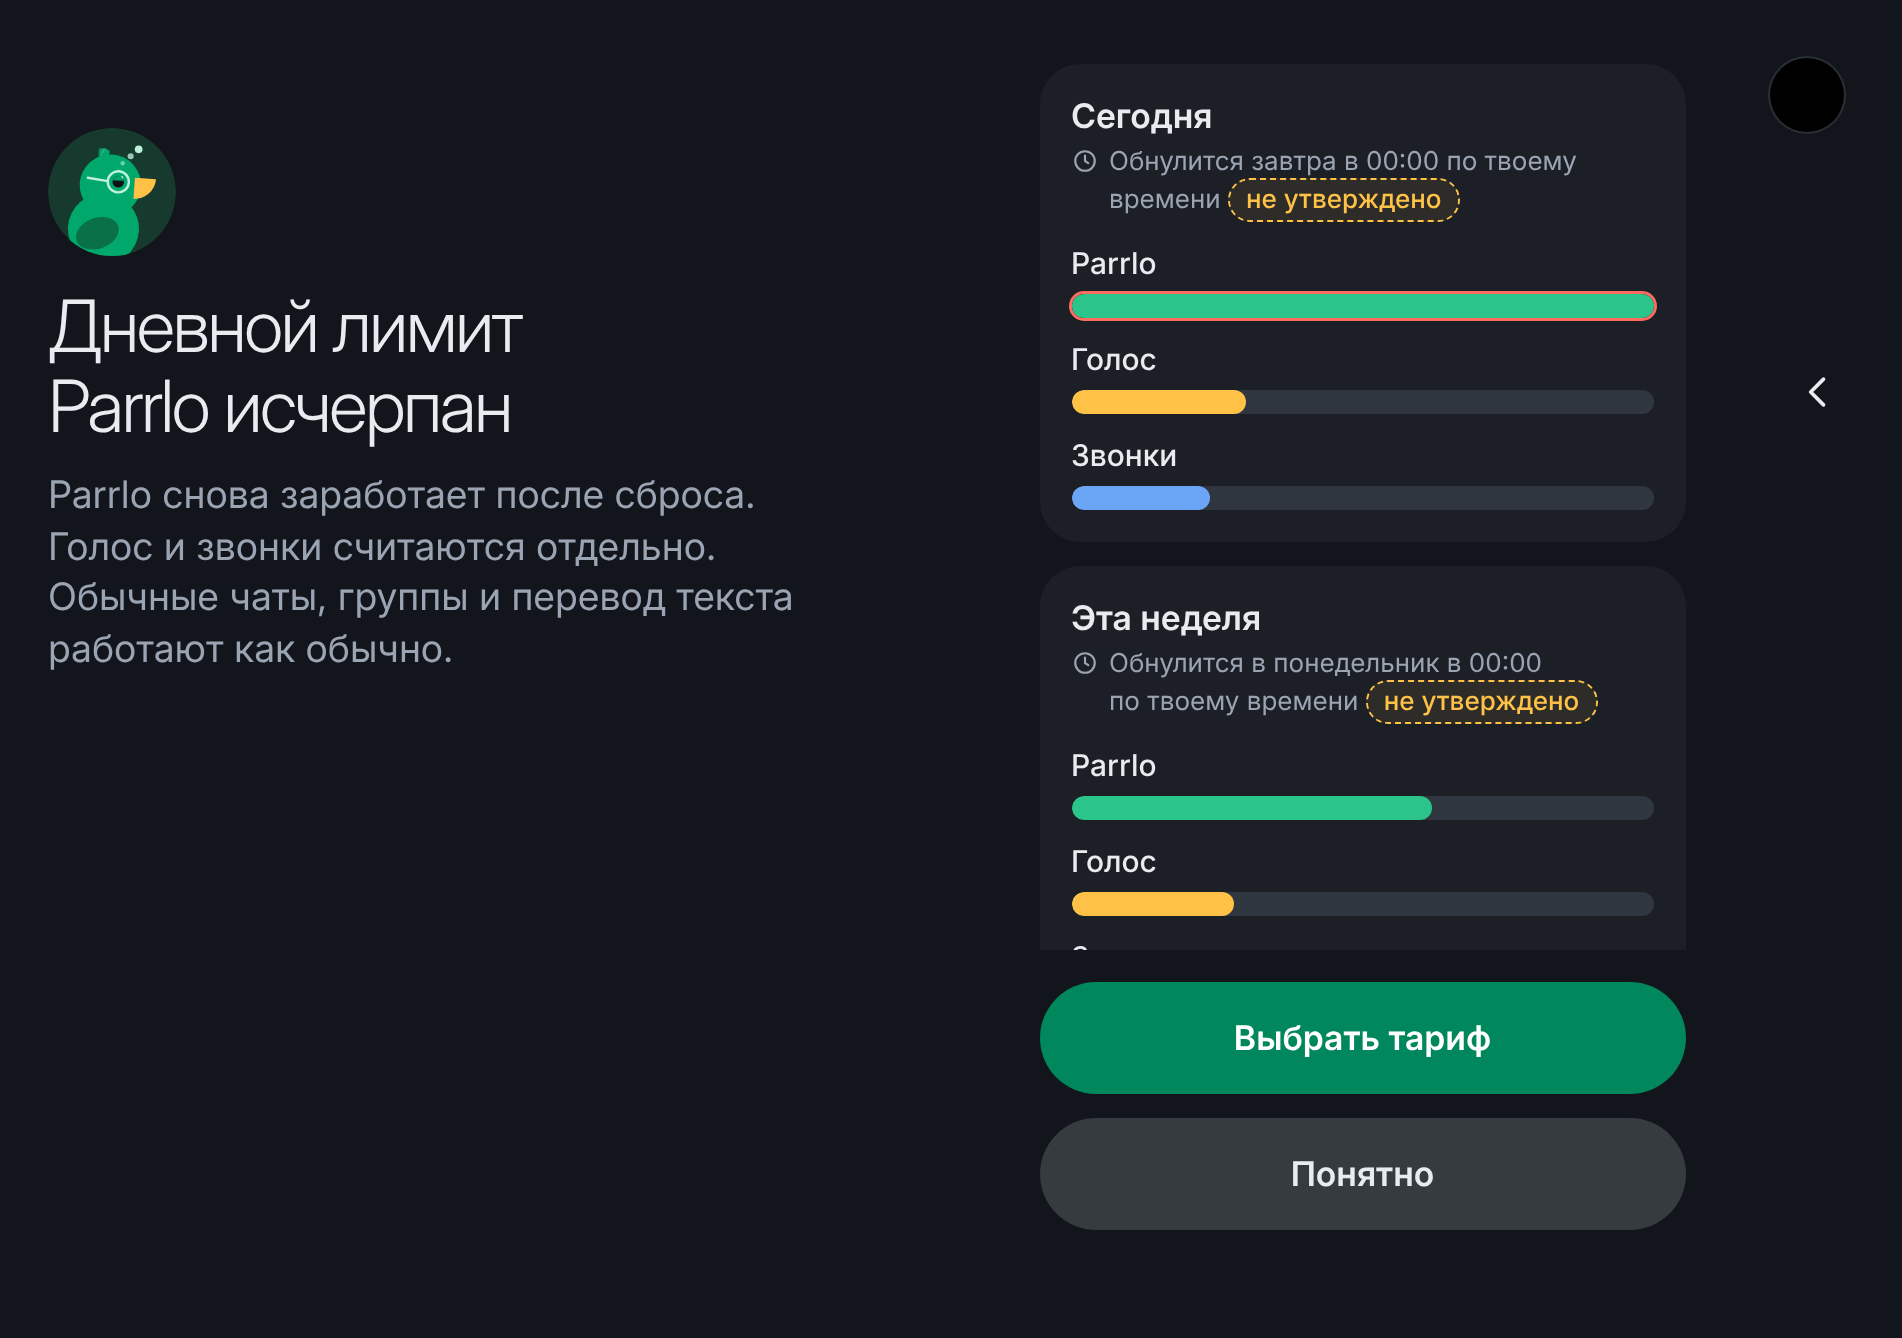 Дневной лимит
Parrlo исчерпан
Parrlo снова заработает после сброса.
Голос и звонки считаются отдельно.
Обычные чаты, группы и перевод текста
работают как обычно.
Сегодня
Обнулится завтра в 00:00 по твоему
времени не утверждено
Parrlo
Голос
Звонки
Эта неделя
Обнулится в понедельник в 00:00
по твоему времени не утверждено
Parrlo
Голос
Выбрать тариф
Понятно